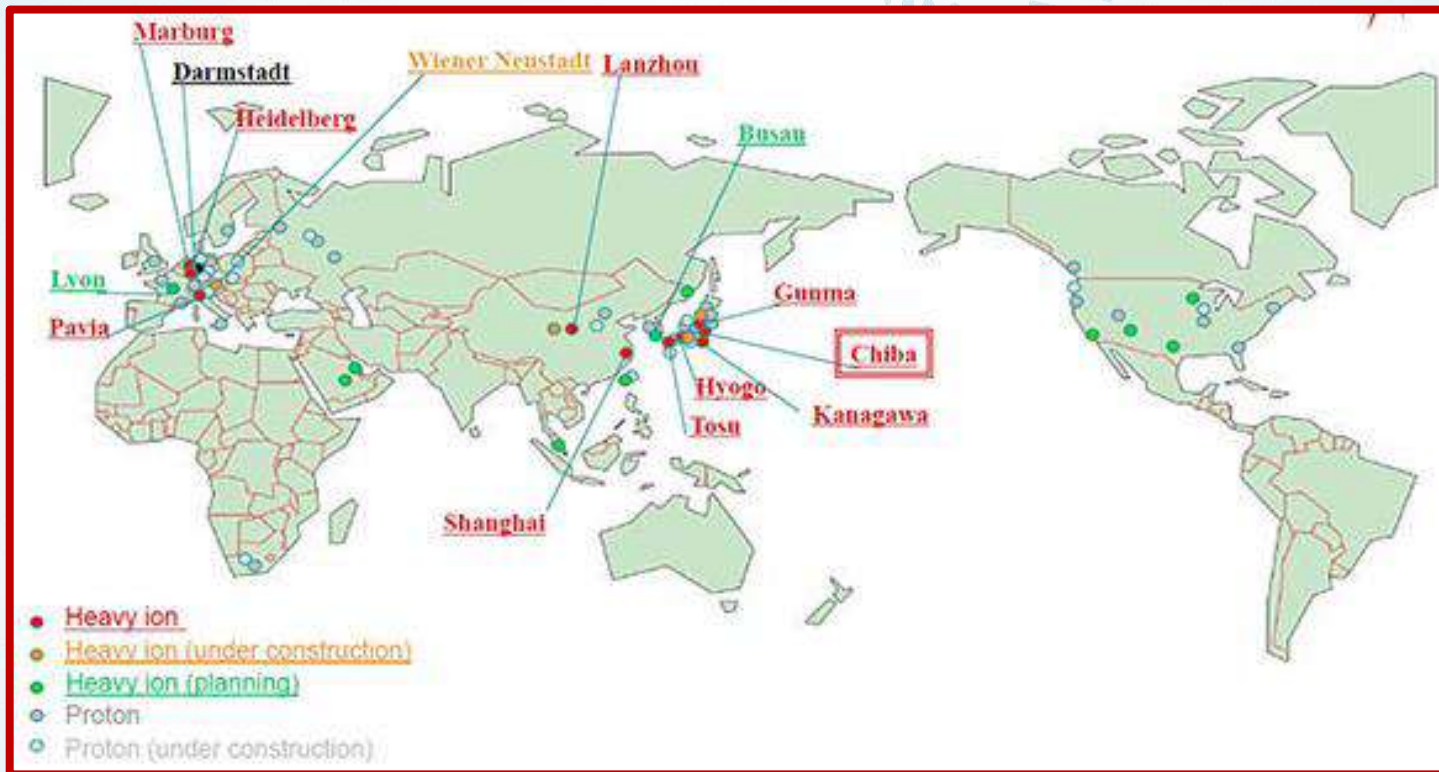 Marburg
Darmstadt
Wiener Neustadt
Lanzhou
Heidelberg
Busau
Lyon
Pavia
Gunma
Chiba
Hyogo
Kanagawa
Tosu
Shanghai
Heavy ion
Heavy ion (under construction)
Heavy ion (planning)
Proton
Proton (under construction)